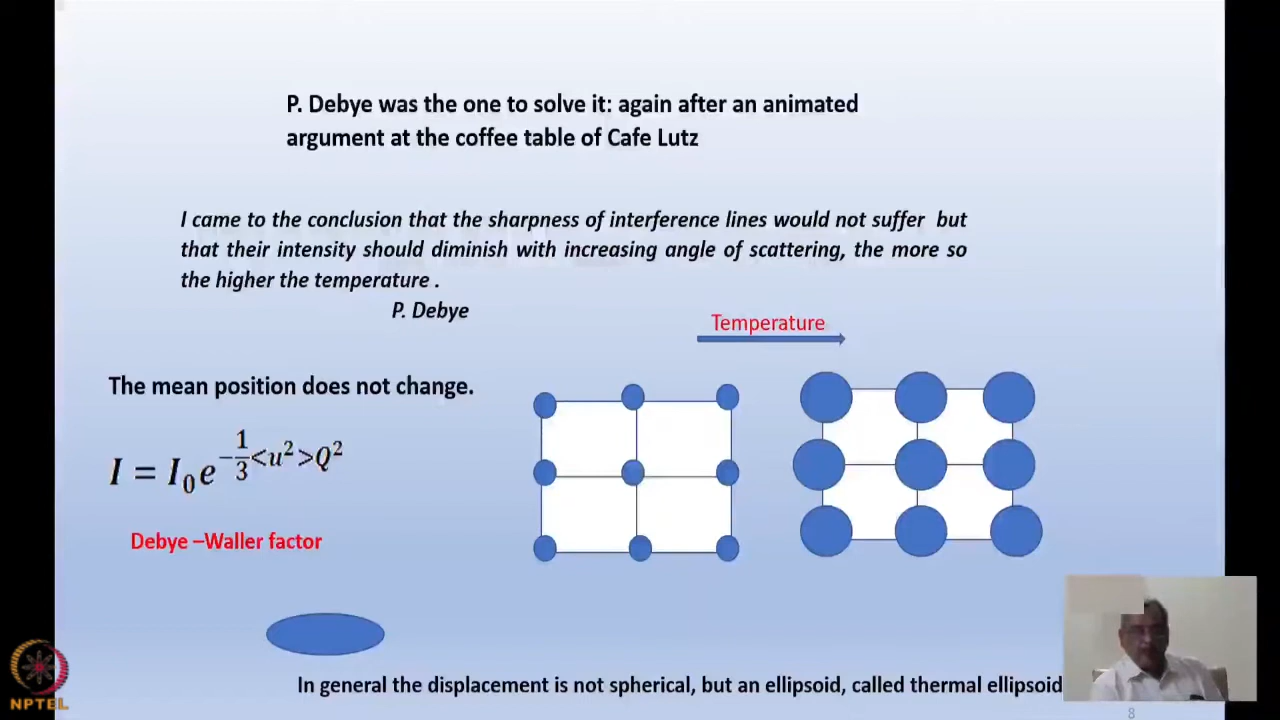 P. Debye was the one to solve it: again after an animated
argument at the coffee table of Cafe Lutz
I came to the conclusion that the sharpness of interference lines would not suffer but
that their intensity should diminish with increasing angle of scattering, the more so
the higher the temperature .
P. Debye
Temperature
The mean position does not change.
I = I₀e^{-1/3<u²>Q²}
Debye –Waller factor
In general the displacement is not spherical, but an ellipsoid, called thermal ellipsoid
NPTEL
8